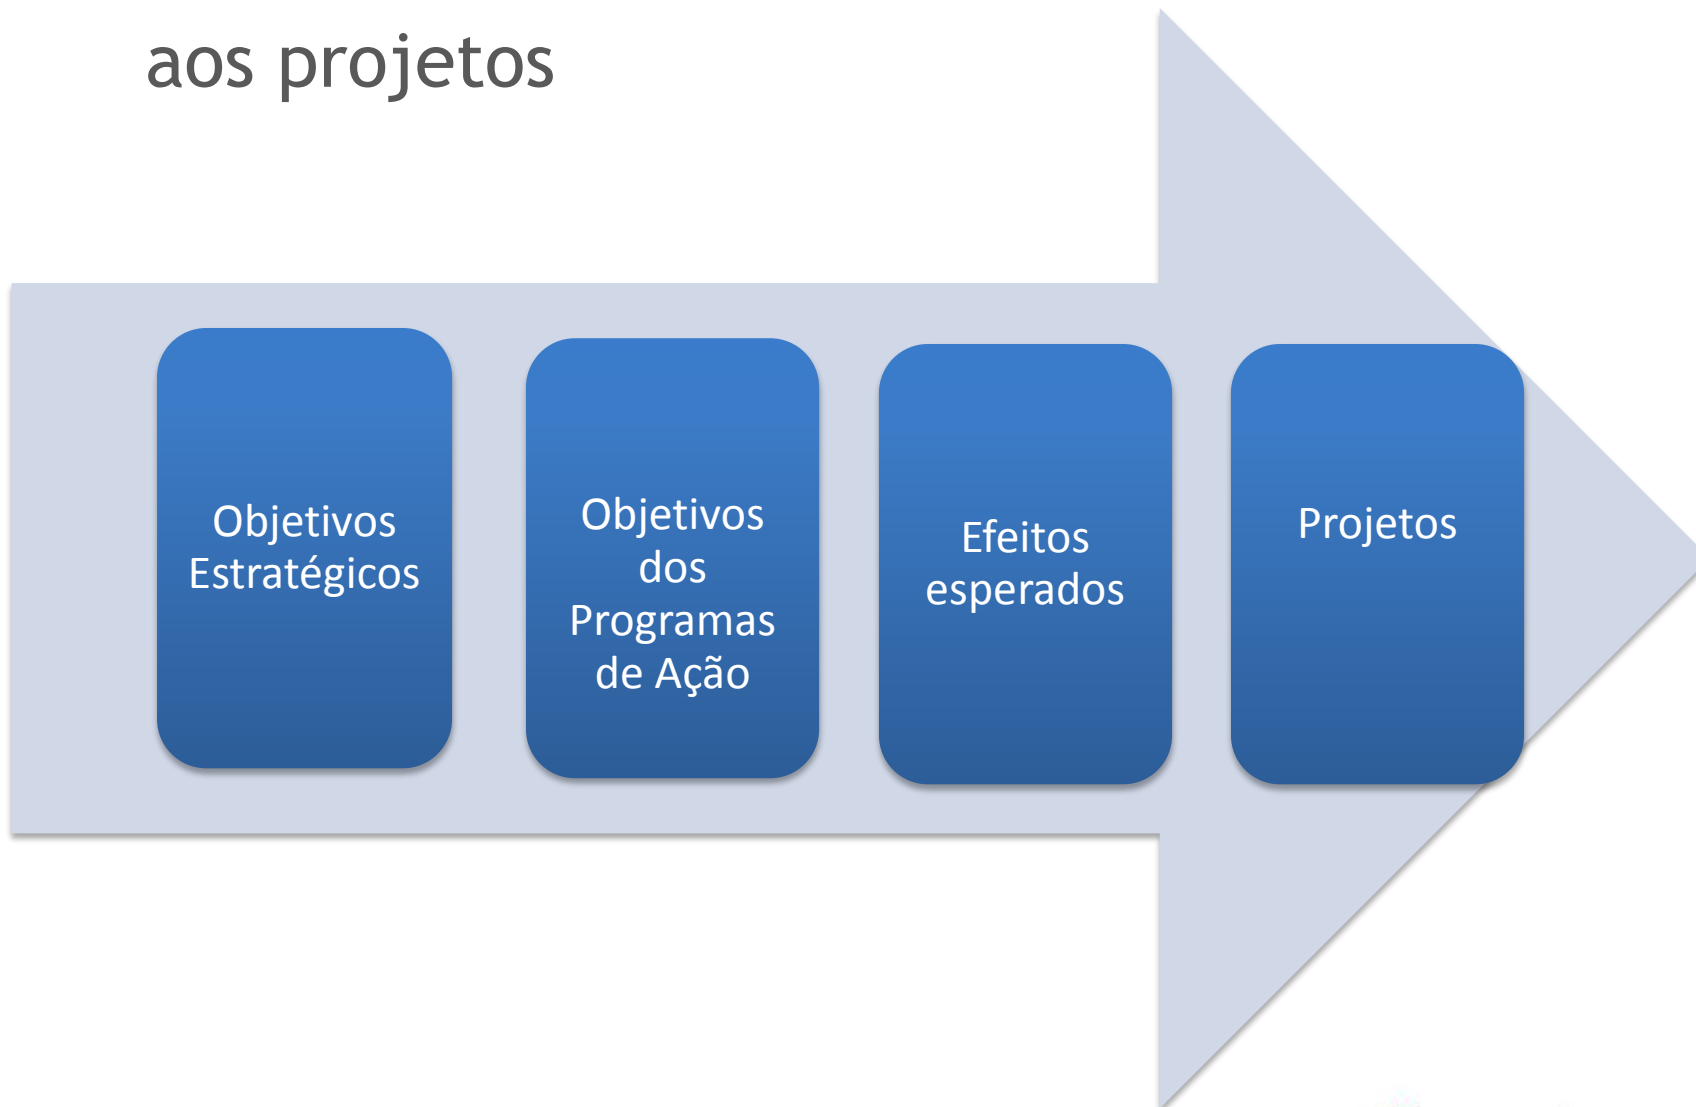 aos projetos
Objetivos
Estratégicos
Objetivos
dos
Programas
de Ação
Efeitos
esperados
Projetos